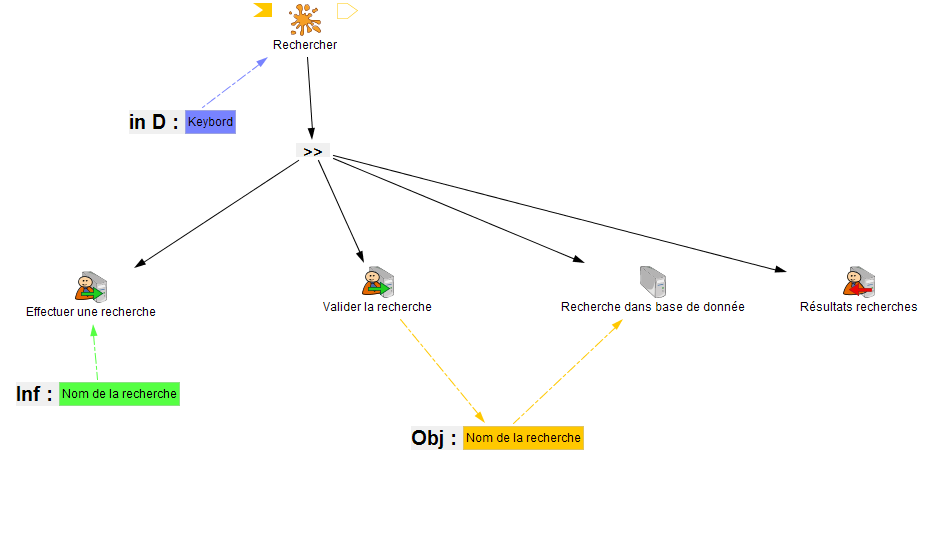 Rechercher
in D : Keybord
>>
Effectuer une recherche
Valider la recherche
Recherche dans base de donnée
Résultats recherches
Inf : Nom de la recherche
Obj : Nom de la recherche